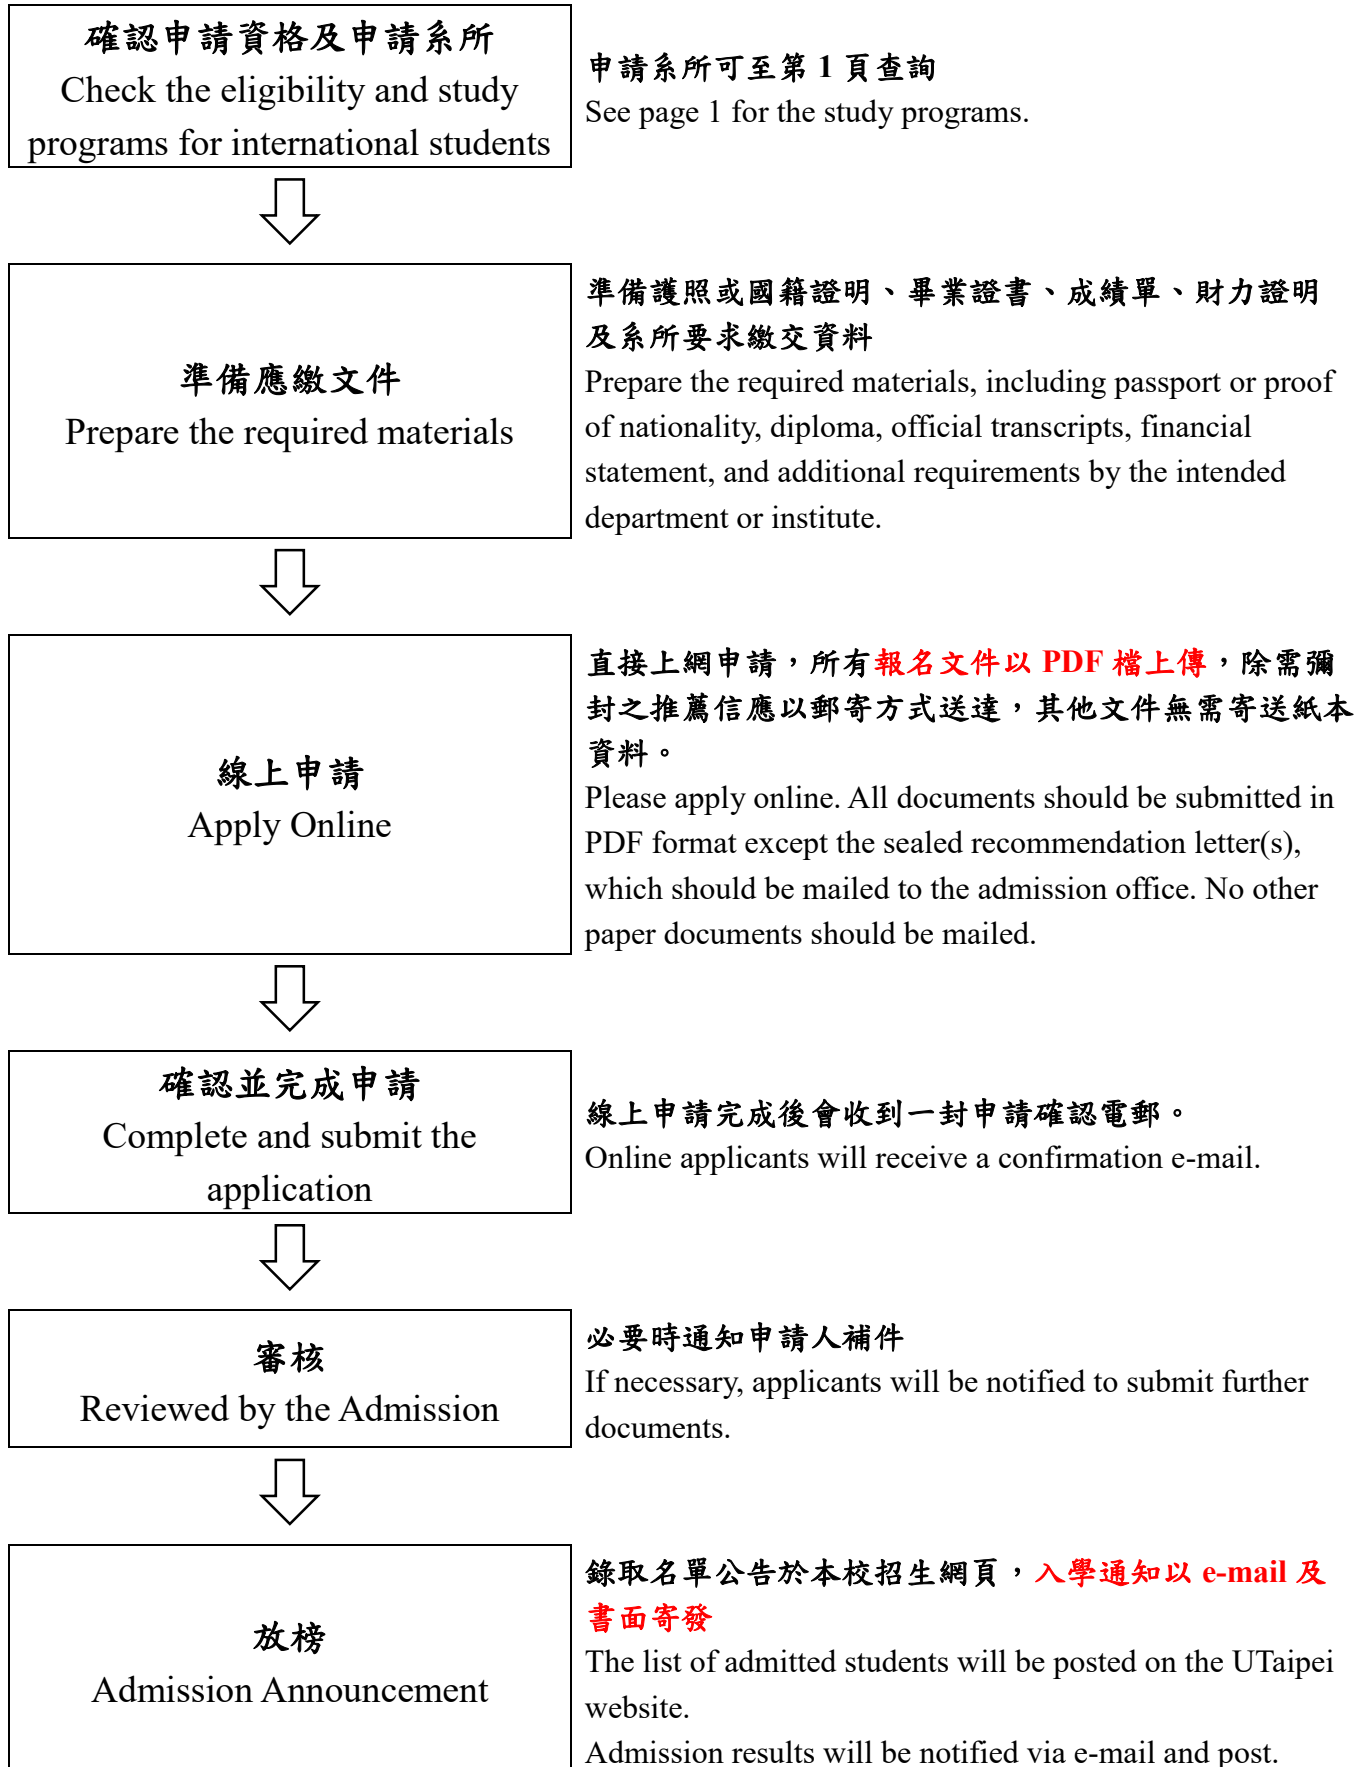 確認申請資格及申請系所
Check the eligibility and study
programs for international students
申請系所可至第 1 頁查詢
See page 1 for the study programs.
準備應繳文件
Prepare the required materials
準備護照或國籍證明、畢業證書、成績單、財力證明
及系所要求繳交資料
Prepare the required materials, including passport or proof
of nationality, diploma, official transcripts, financial
statement, and additional requirements by the intended
department or institute.
線上申請
Apply Online
直接上網申請，所有報名文件以 PDF 檔上傳，除需彌
封之推薦信應以郵寄方式送達，其他文件無需寄送紙本
資料。
Please apply online. All documents should be submitted in
PDF format except the sealed recommendation letter(s),
which should be mailed to the admission office. No other
paper documents should be mailed.
確認並完成申請
Complete and submit the
application
線上申請完成後會收到一封申請確認電郵。
Online applicants will receive a confirmation e-mail.
審核
Reviewed by the Admission
必要時通知申請人補件
If necessary, applicants will be notified to submit further
documents.
放榜
Admission Announcement
錄取名單公告於本校招生網頁，入學通知以 e-mail 及
書面寄發
The list of admitted students will be posted on the UTaipei
website.
Admission results will be notified via e-mail and post.